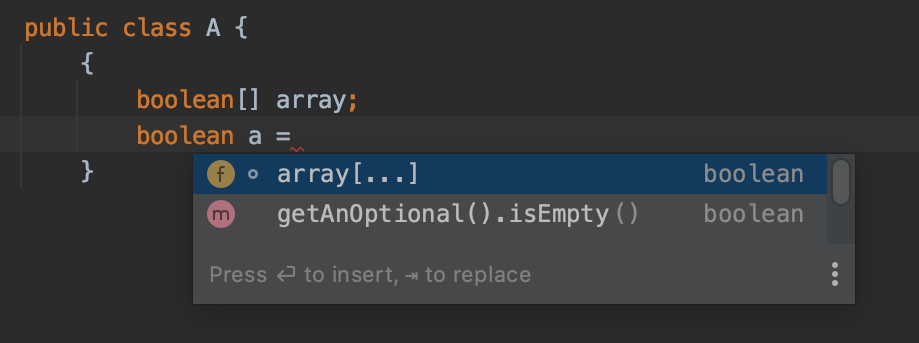 public class A {
{
boolean[] array;
boolean a =
}
f array[...] boolean
m getAnOptional().isEmpty() boolean
Press ↩ to insert, ⇥ to replace